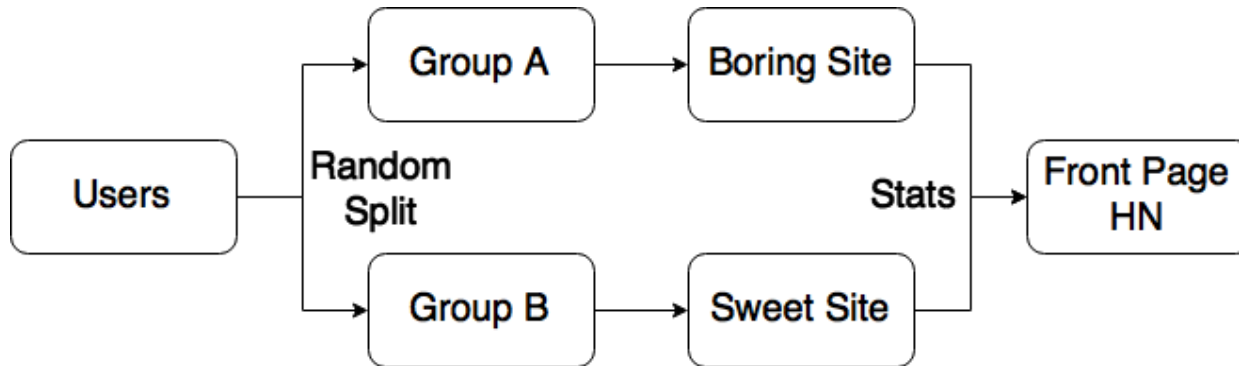 Group A
Boring Site
Users
Random
Split
Stats
Front Page
HN
Group B
Sweet Site